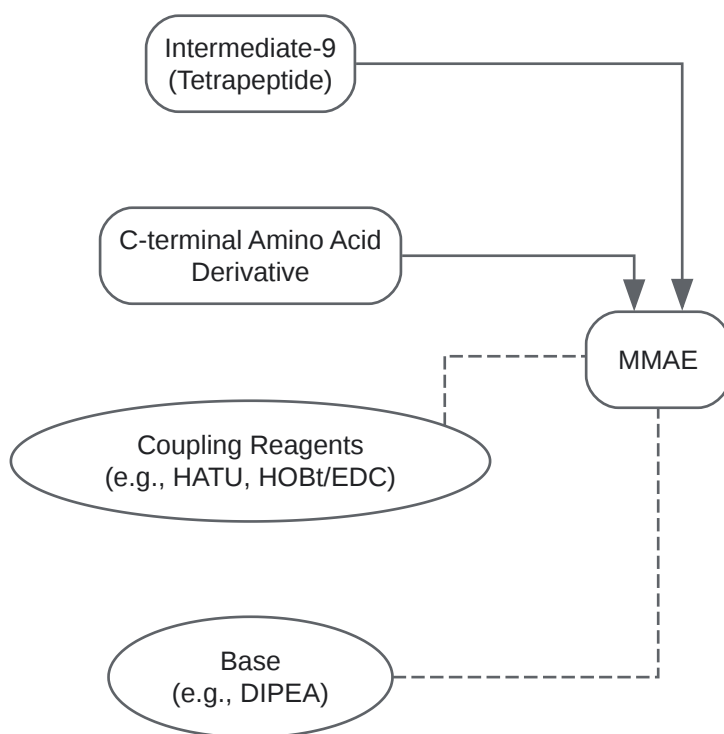 Intermediate-9
(Tetrapeptide)
C-terminal Amino Acid
Derivative
MMAE
Coupling Reagents
(e.g., HATU, HOBt/EDC)
Base
(e.g., DIPEA)